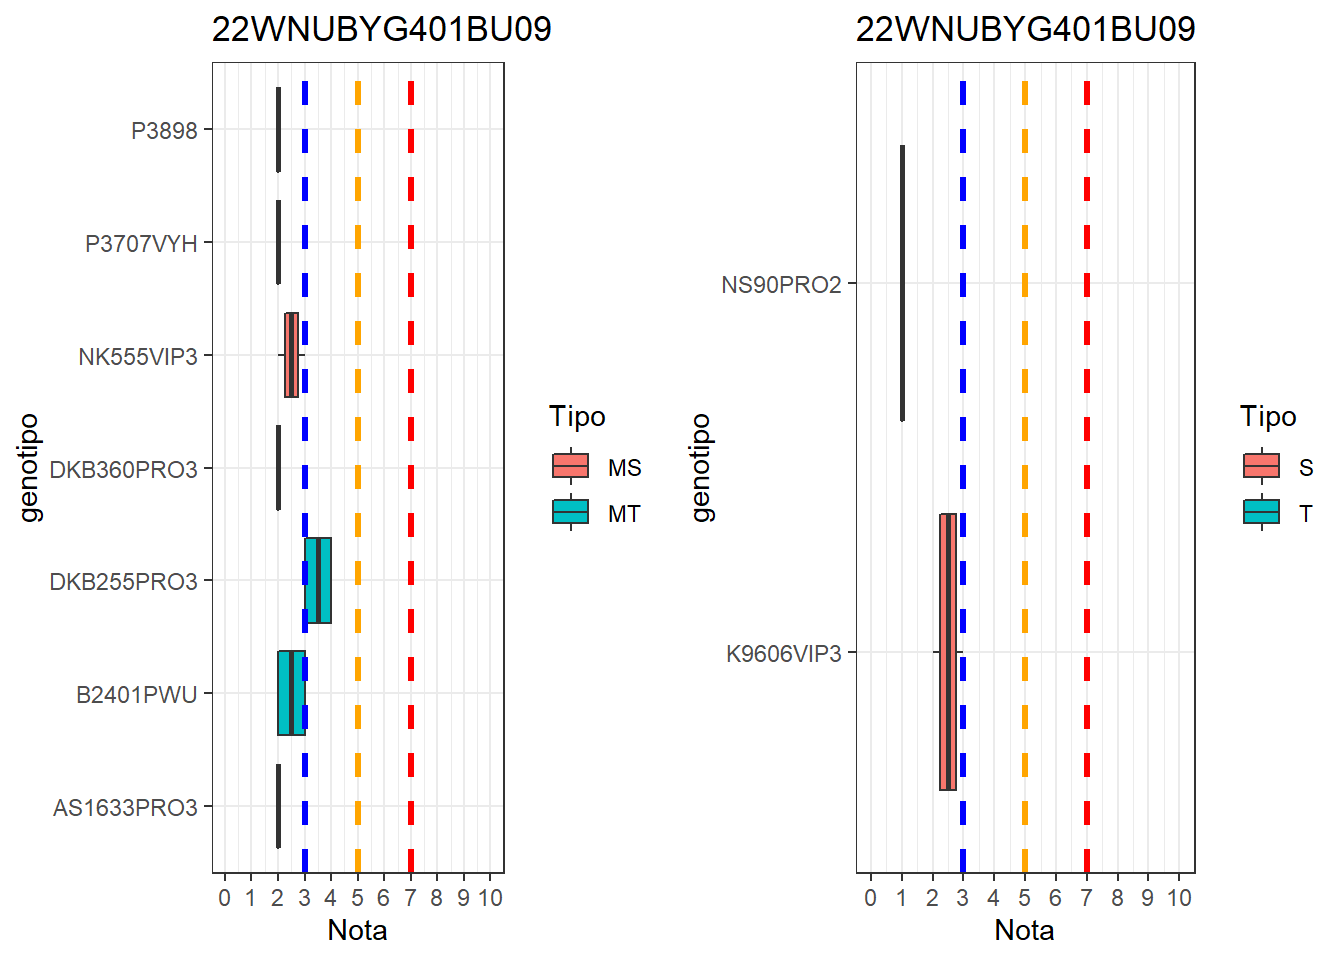 22WNUBYG401BU09
P3898
P3707VYH
NK555VIP3
DKB360PRO3
DKB255PRO3
B2401PWU
AS1633PRO3
genotipo
0 1 2 3 4 5 6 7 8 9 10
Nota
Tipo
MS
MT
22WNUBYG401BU09
NS90PRO2
K9606VIP3
genotipo
0 1 2 3 4 5 6 7 8 9 10
Nota
Tipo
S
T